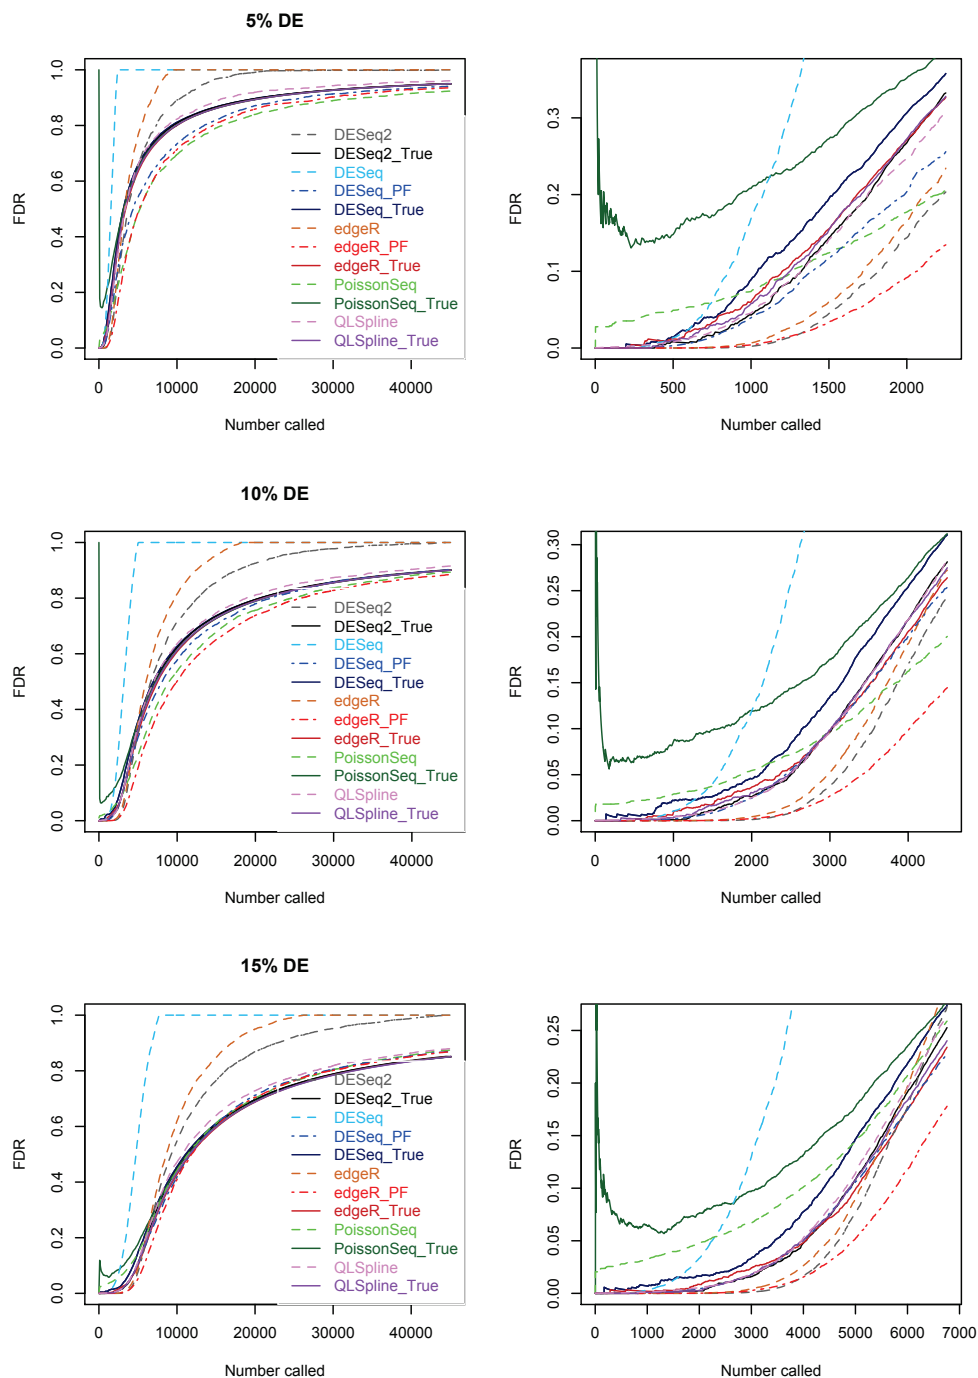 5% DE
FDR
0.0 0.2 0.4 0.6 0.8 1.0
DESeq2
DESeq2_True
DESeq
DESeq_PF
DESeq_True
edgeR
edgeR_PF
edgeR_True
PoissonSeq
PoissonSeq_True
QLSpline
QLSpline_True
0 10000 20000 30000 40000
Number called
FDR
0.0 0.1 0.2 0.3
0 500 1000 1500 2000
Number called
10% DE
FDR
0.0 0.2 0.4 0.6 0.8 1.0
DESeq2
DESeq2_True
DESeq
DESeq_PF
DESeq_True
edgeR
edgeR_PF
edgeR_True
PoissonSeq
PoissonSeq_True
QLSpline
QLSpline_True
0 10000 20000 30000 40000
Number called
FDR
0.00 0.05 0.10 0.15 0.20 0.25 0.30
0 1000 2000 3000 4000
Number called
15% DE
FDR
0.0 0.2 0.4 0.6 0.8 1.0
DESeq2
DESeq2_True
DESeq
DESeq_PF
DESeq_True
edgeR
edgeR_PF
edgeR_True
PoissonSeq
PoissonSeq_True
QLSpline
QLSpline_True
0 10000 20000 30000 40000
Number called
FDR
0.00 0.05 0.10 0.15 0.20 0.25
0 1000 2000 3000 4000 5000 6000 7000
Number called